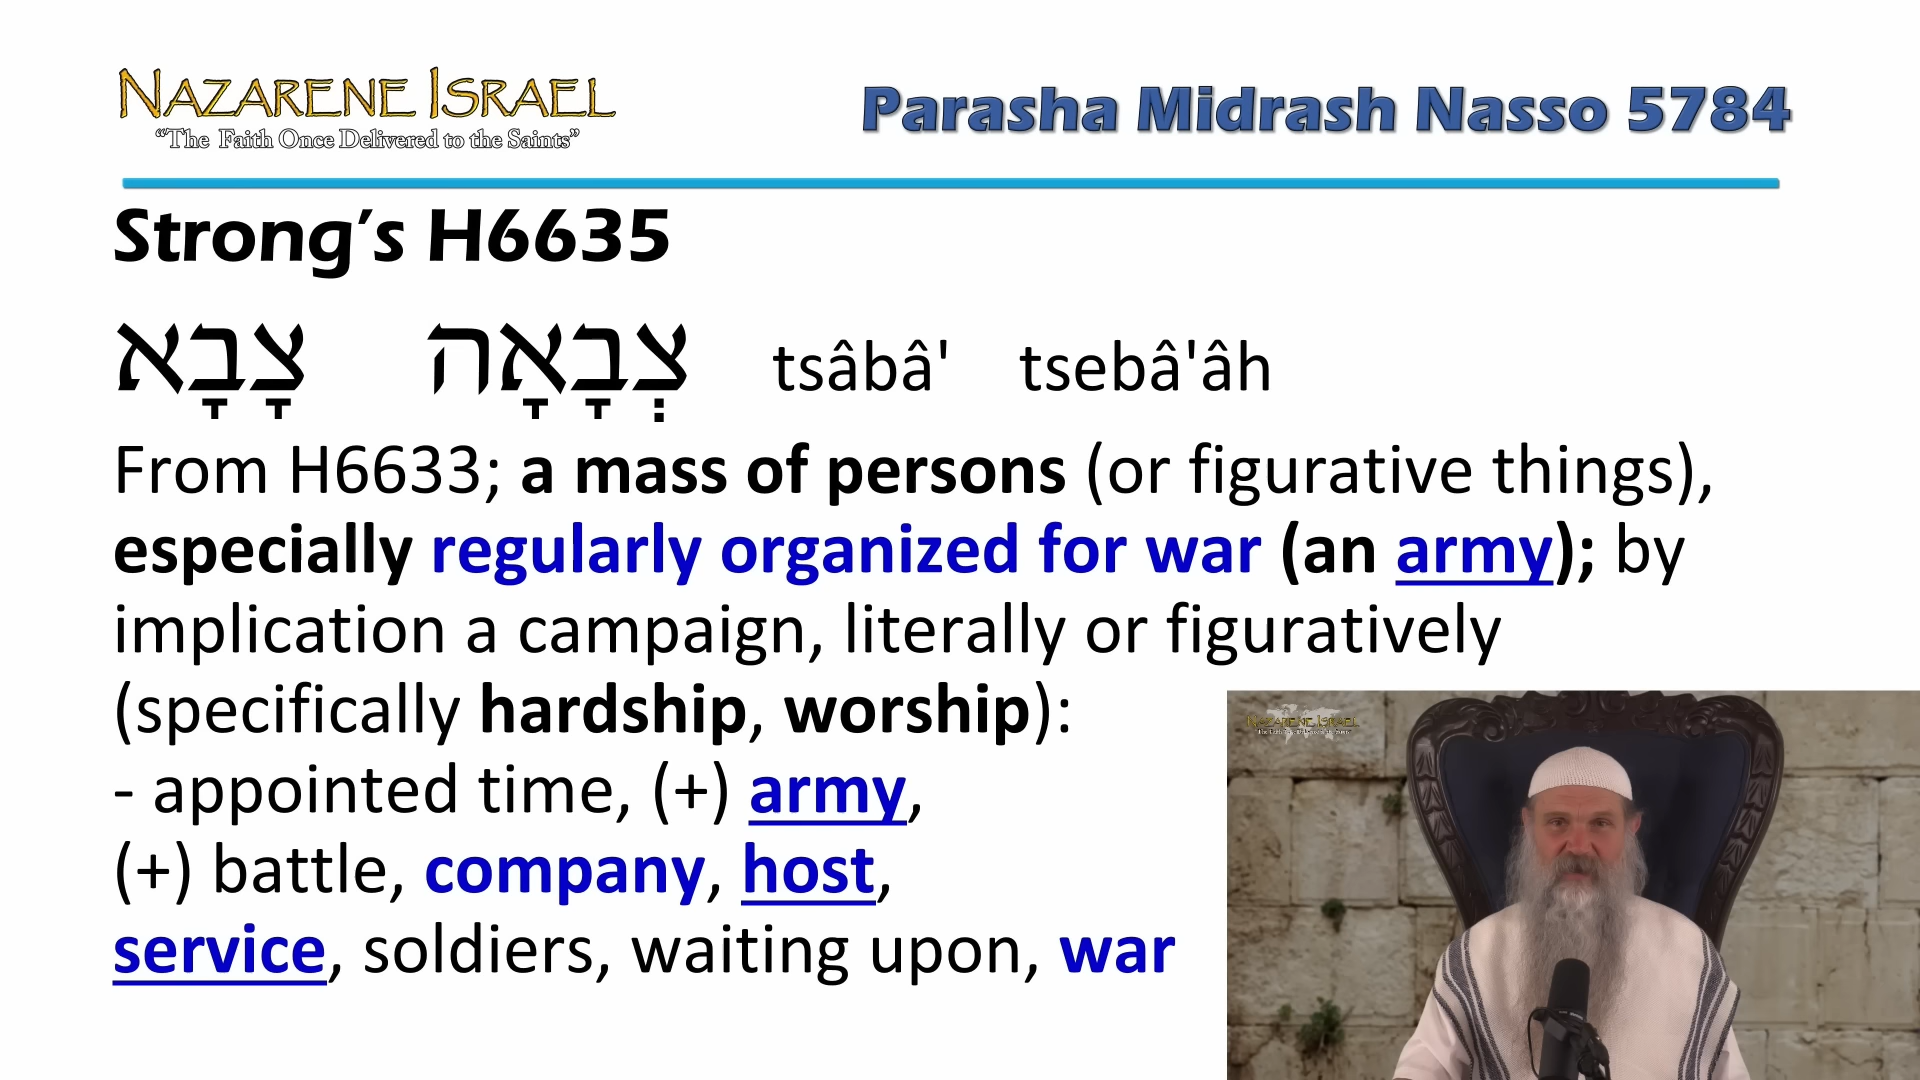 NAZARENE ISRAEL
“The Faith Once Delivered to the Saints”
Parasha Midrash Nasso 5784
Strong’s H6635
צָבָא צְבָאָה tsâbâ' tsebâ'âh
From H6633; a mass of persons (or figurative things),
especially regularly organized for war (an army); by
implication a campaign, literally or figuratively
(specifically hardship, worship):
- appointed time, (+) army,
(+) battle, company, host,
service, soldiers, waiting upon, war
NAZARENE ISRAEL